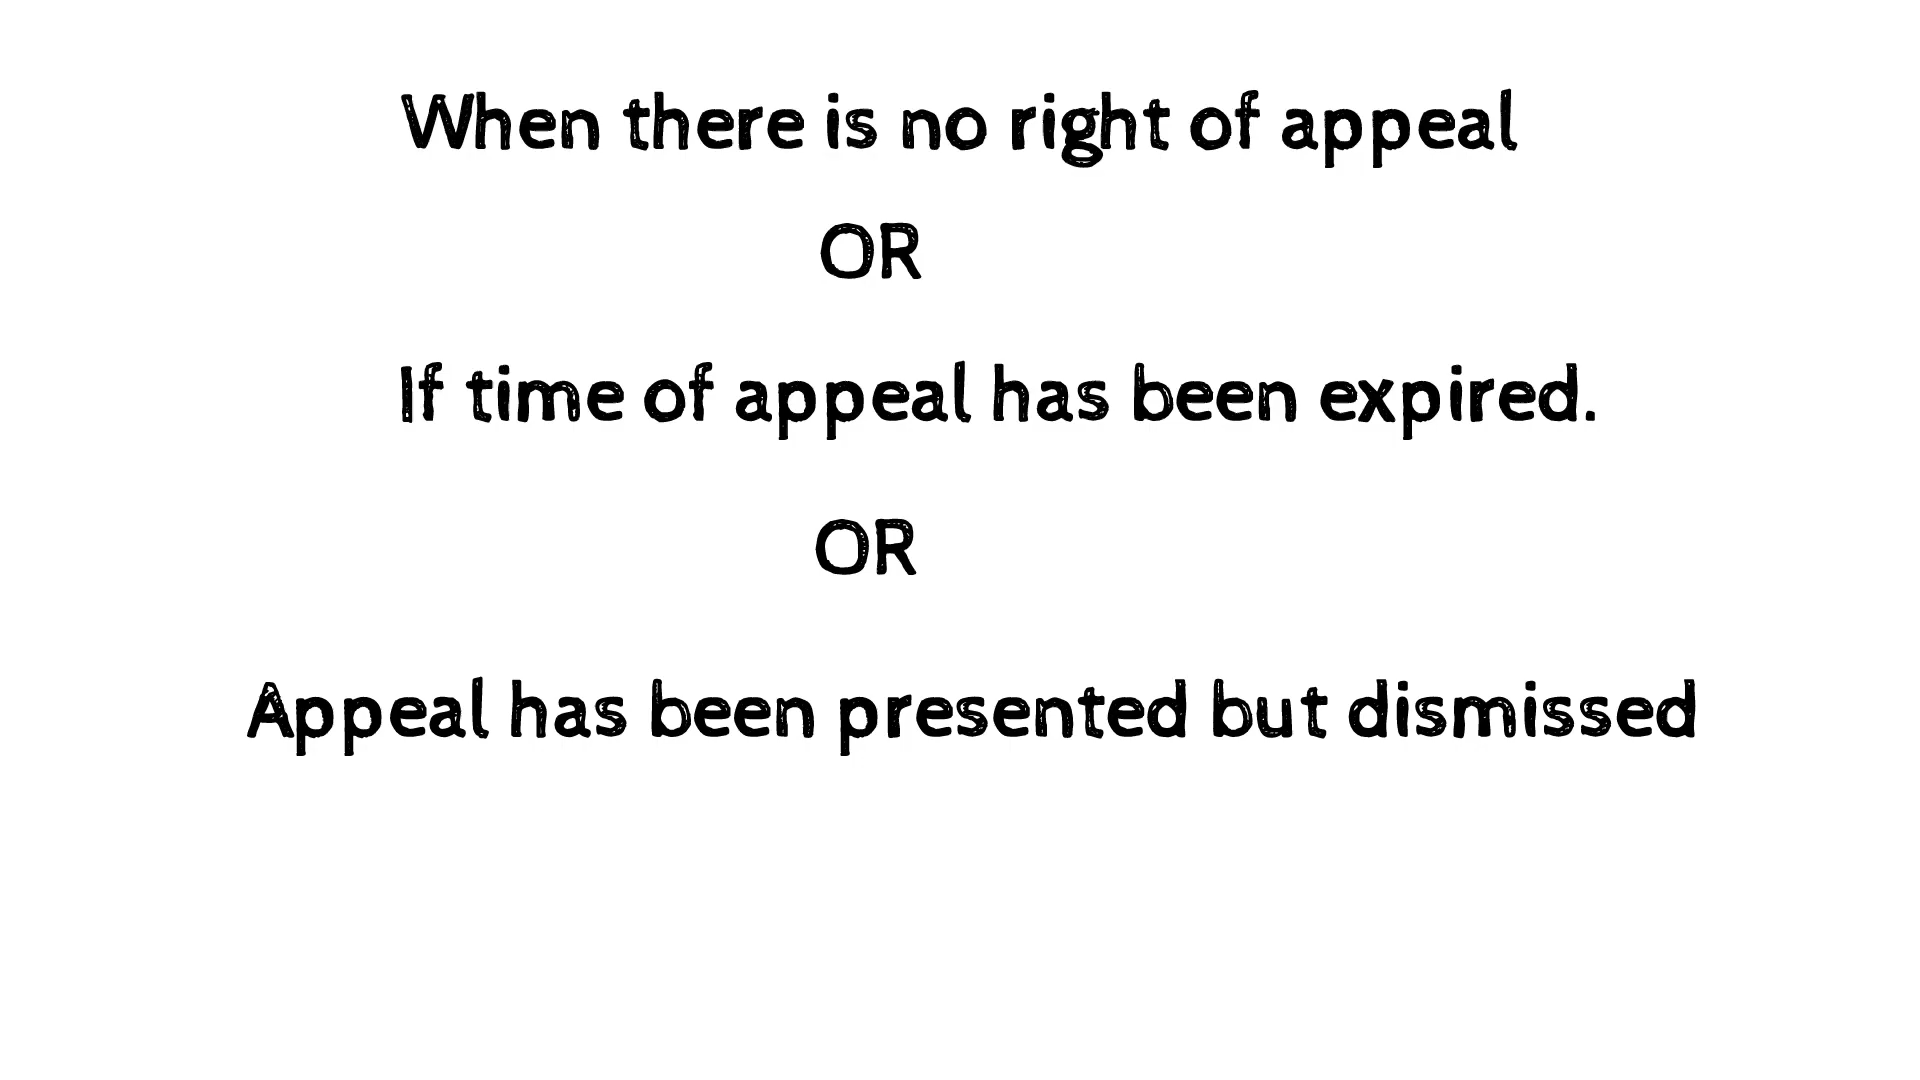 When there is no right of appeal
OR
If time of appeal has been expired.
OR
Appeal has been presented but dismissed